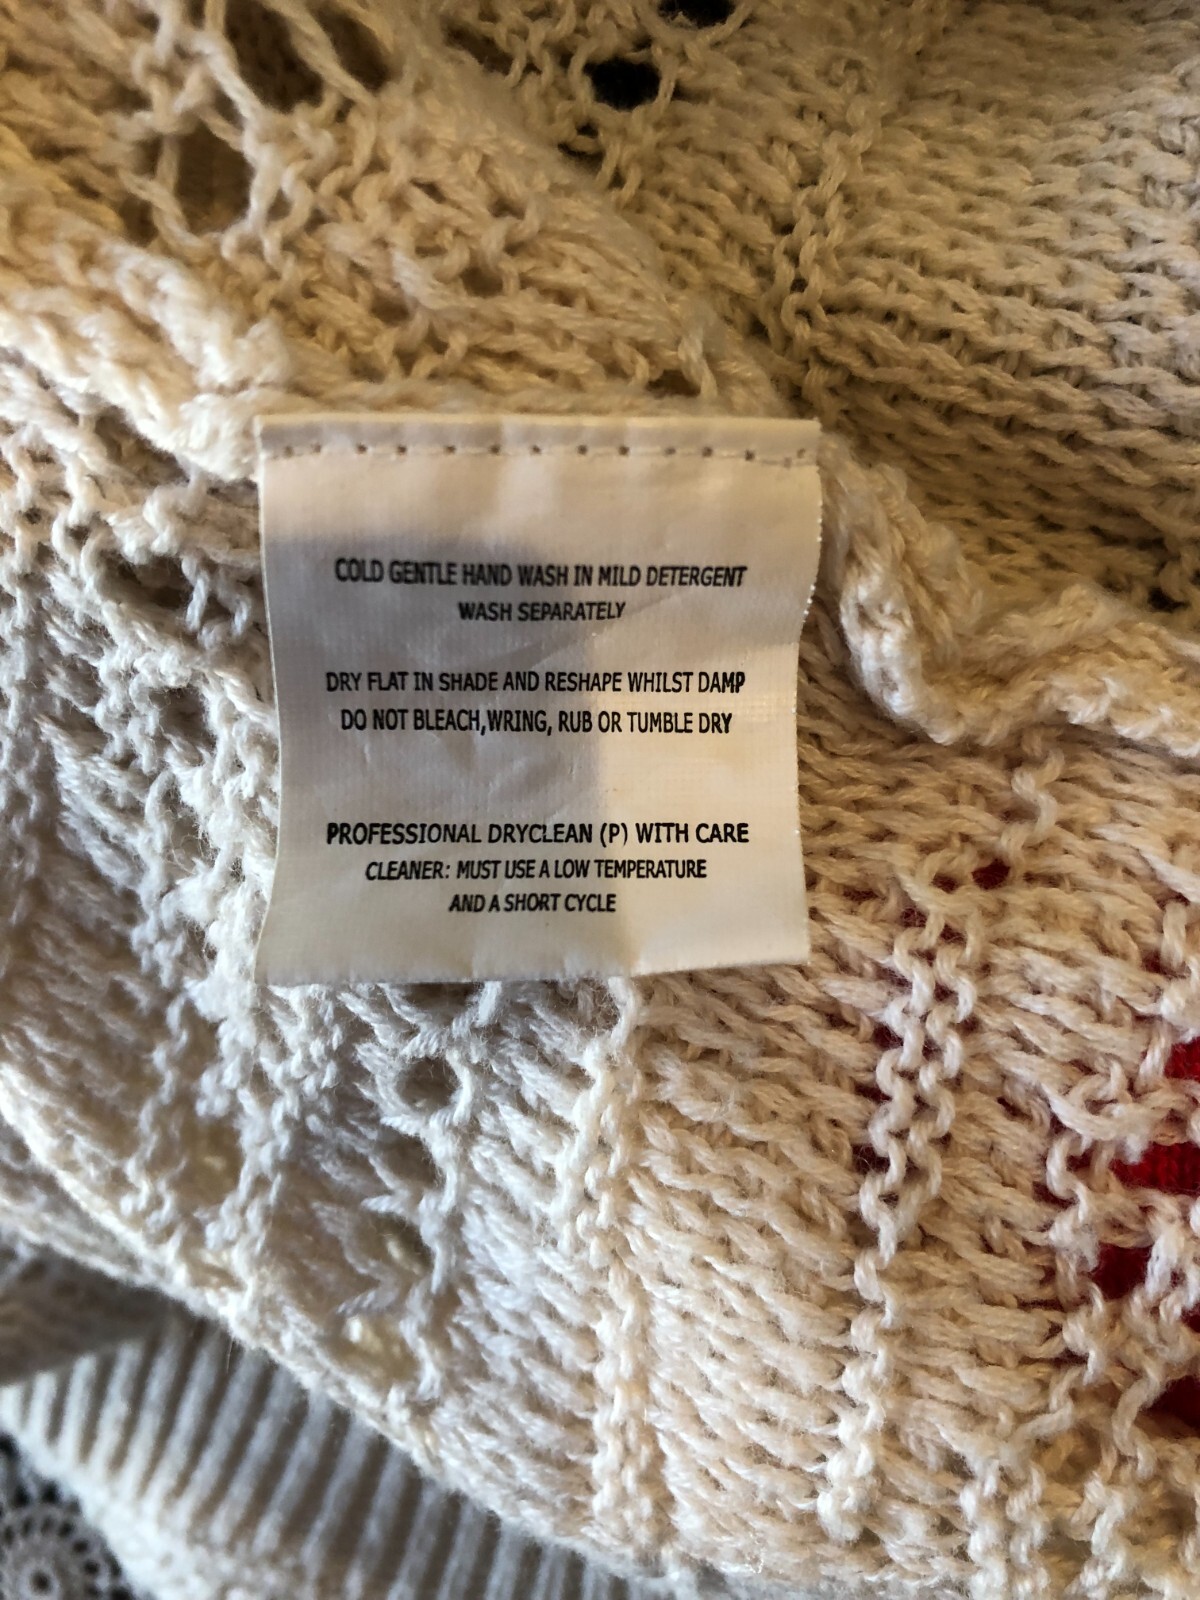 COLD GENTLE HAND WASH IN MILD DETERGENT
WASH SEPARATELY
DRY FLAT IN SHADE AND RESHAPE WHILST DAMP
DO NOT BLEACH,WRING, RUB OR TUMBLE DRY
PROFESSIONAL DRYCLEAN (P) WITH CARE
CLEANER: MUST USE A LOW TEMPERATURE
AND A SHORT CYCLE